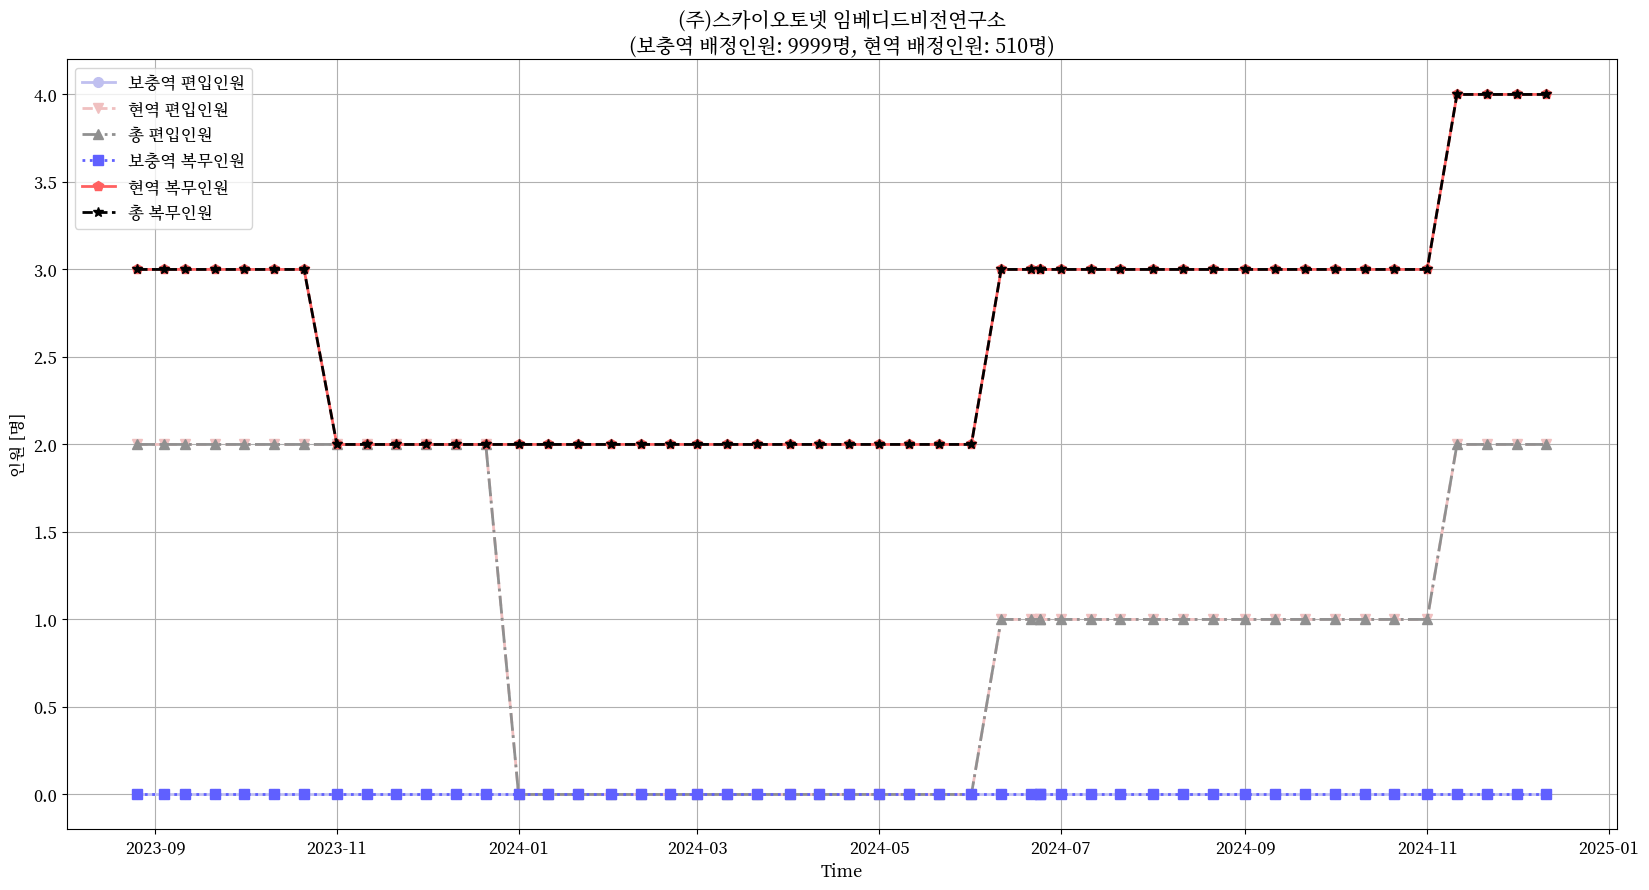 (주)스카이오토넷 임베디드비전연구소
(보충역 배정인원: 9999명, 현역 배정인원: 510명)
보충역 편입인원
현역 편입인원
총 편입인원
보충역 복무인원
현역 복무인원
총 복무인원
4.0
3.5
3.0
2.5
2.0
1.5
1.0
0.5
0.0
인원 [명]
2023-09 2023-11 2024-01 2024-03 2024-05 2024-07 2024-09 2024-11 2025-01
Time